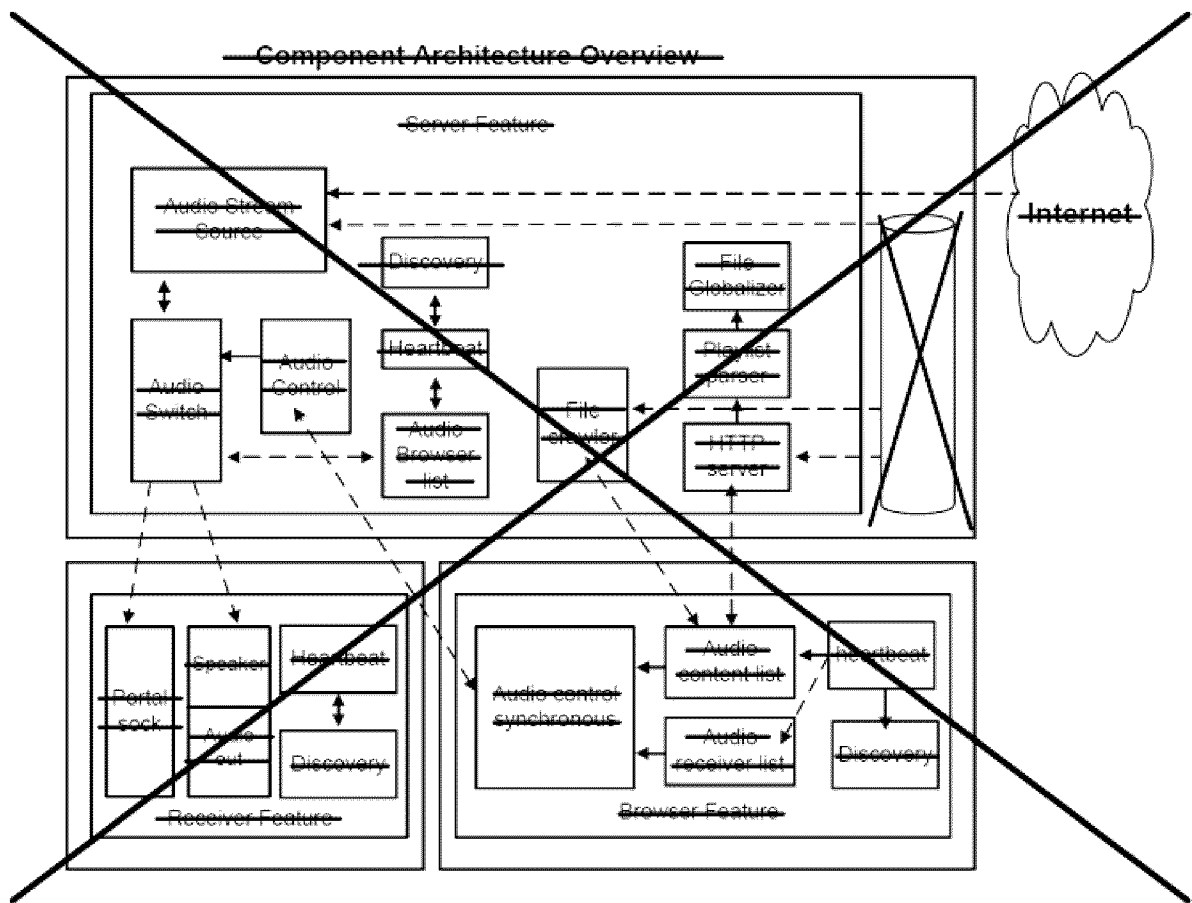 Component Architecture Overview
Server Feature
Audio Stream
Source
Internet
Discovery
File
Globalizer
Heartbeat
Playlist
parser
Audio
Control
Audio
Switch
File
crawler
Audio
Browser
list
HTTP
server
Portal
sock
Speaker
Audio
out
Heartbeat
Discovery
Receiver Feature
Audio control
synchronous
Audio
content list
heartbeat
Audio
receiver list
Discovery
Browser Feature